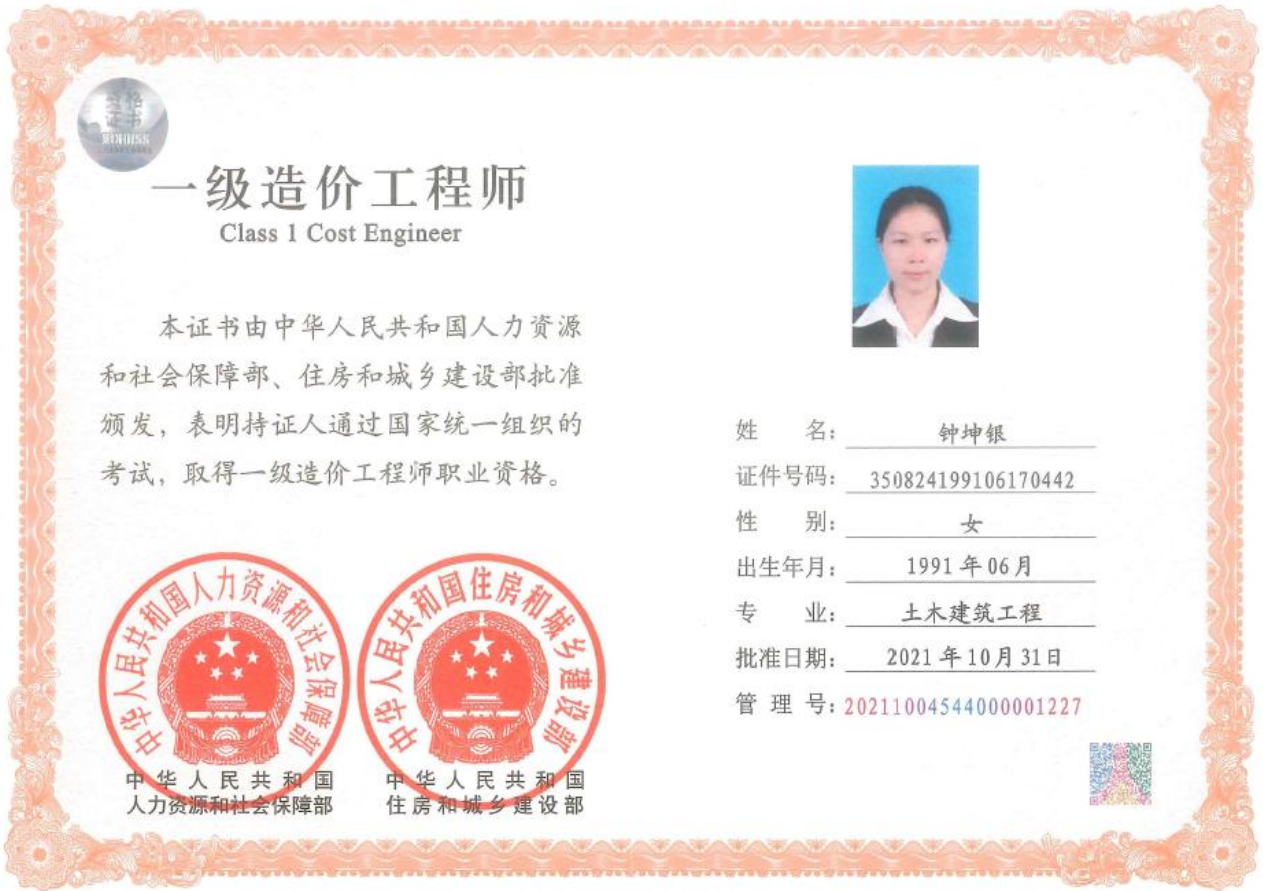 资格
证书
一级造价工程师
Class 1 Cost Engineer
本证书由中华人民共和国人力资源
和社会保障部、住房和城乡建设部批准
颁发，表明持证人通过国家统一组织的
考试，取得一级造价工程师职业资格。
中华人民共和国人力资源和社会保障部
中华人民共和国住房和城乡建设部
中华人民共和国
人力资源和社会保障部
中华人民共和国
住房和城乡建设部
姓 名：钟坤银
证件号码：350824199106170442
性 别：女
出生年月：1991年06月
专 业：土木建筑工程
批准日期：2021年10月31日
管 理 号：20211004544000001227